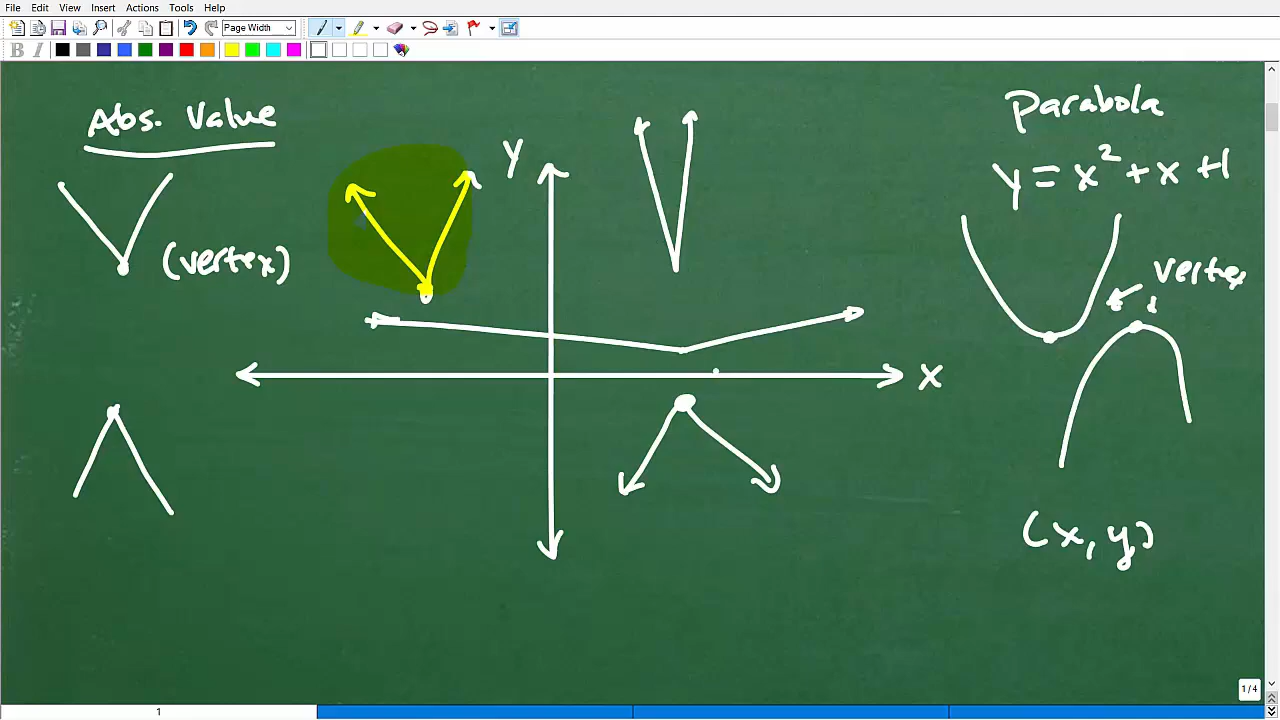 File Edit View Insert Actions Tools Help
Page Width
B I
Abs. Value
(vertex)
y
x
Parabola
y = x² + x + 1
vertex
(x, y)
1/4
1